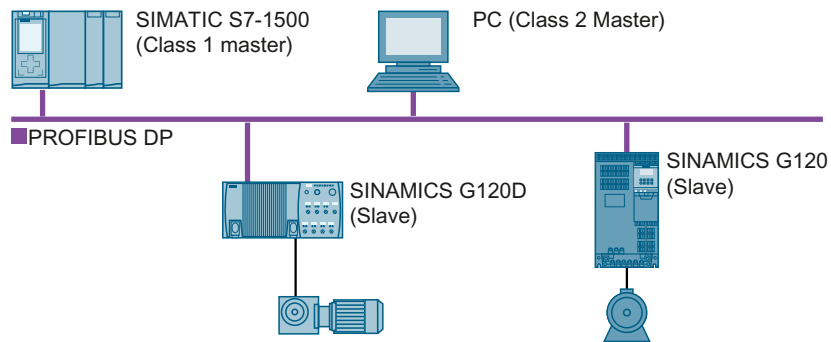 SIMATIC S7-1500
(Class 1 master)
PC (Class 2 Master)
PROFIBUS DP
SINAMICS G120D
(Slave)
SINAMICS G120
(Slave)